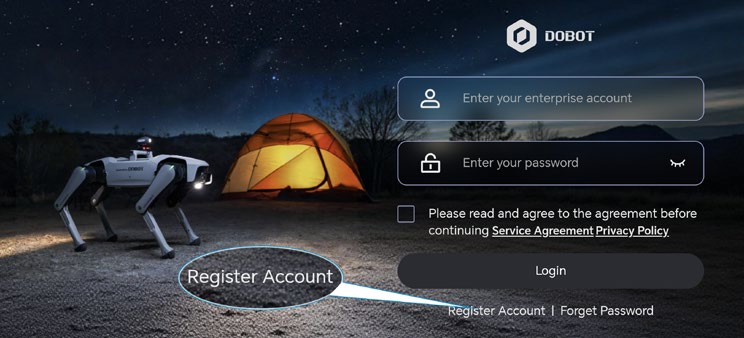 DOBOT
Enter your enterprise account
Enter your password
Please read and agree to the agreement before
continuing Service Agreement Privacy Policy
Login
Register Account
Register Account | Forget Password